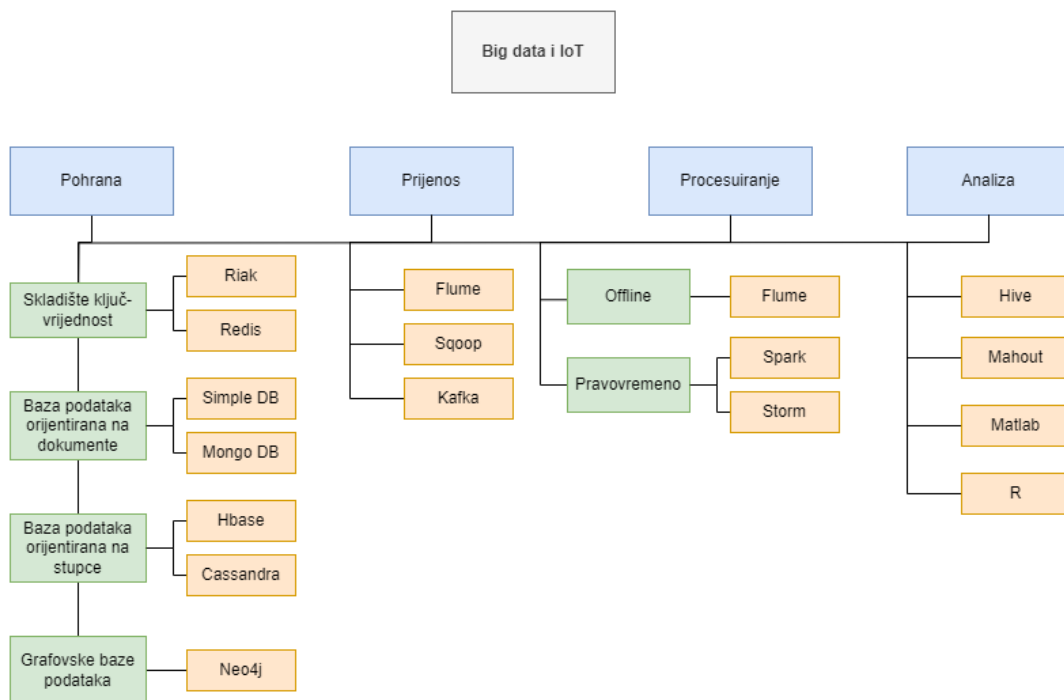 Big data i IoT
Pohrana
Prijenos
Procesuiranje
Analiza
Skladište ključ-
vrijednost
Riak
Redis
Baza podataka
orijentirana na
dokumente
Simple DB
Mongo DB
Baza podataka
orijentirana na
stupce
Hbase
Cassandra
Grafovske baze
podataka
Neo4j
Flume
Sqoop
Kafka
Offline
Flume
Pravovremeno
Spark
Storm
Hive
Mahout
Matlab
R